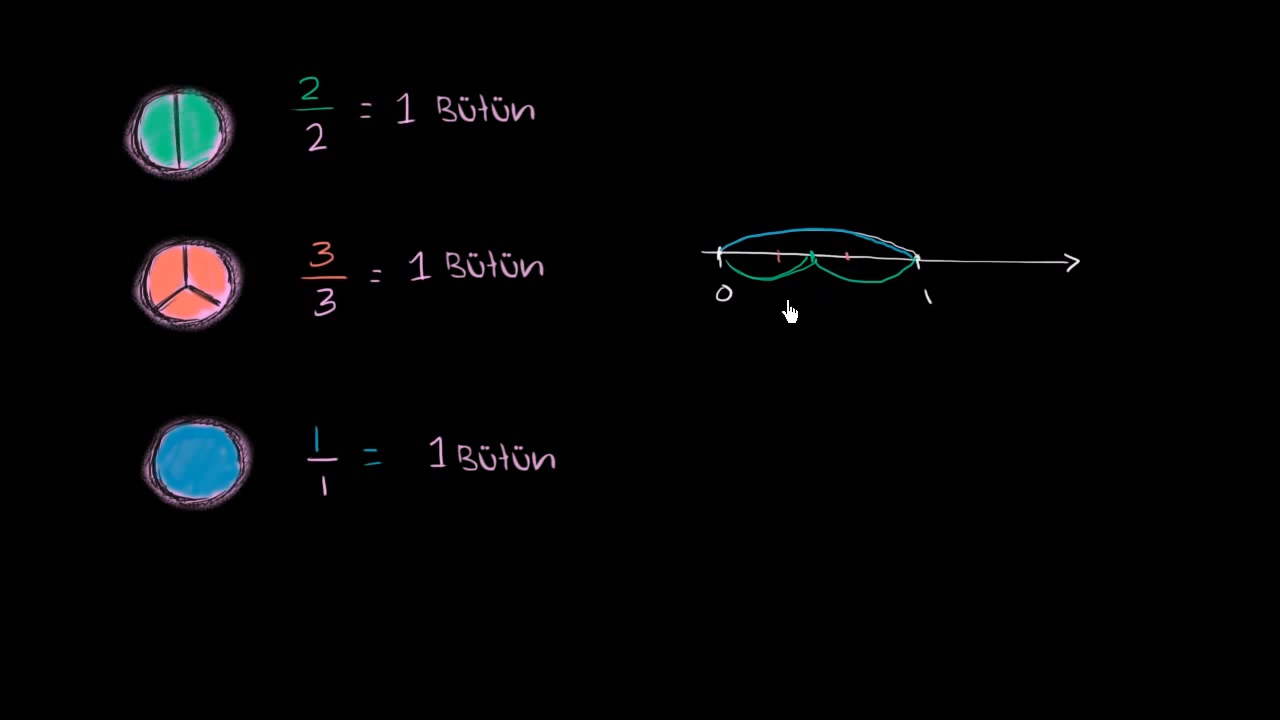 2/2 = 1 Bütün
3/3 = 1 Bütün
0 1
1/1 = 1 Bütün